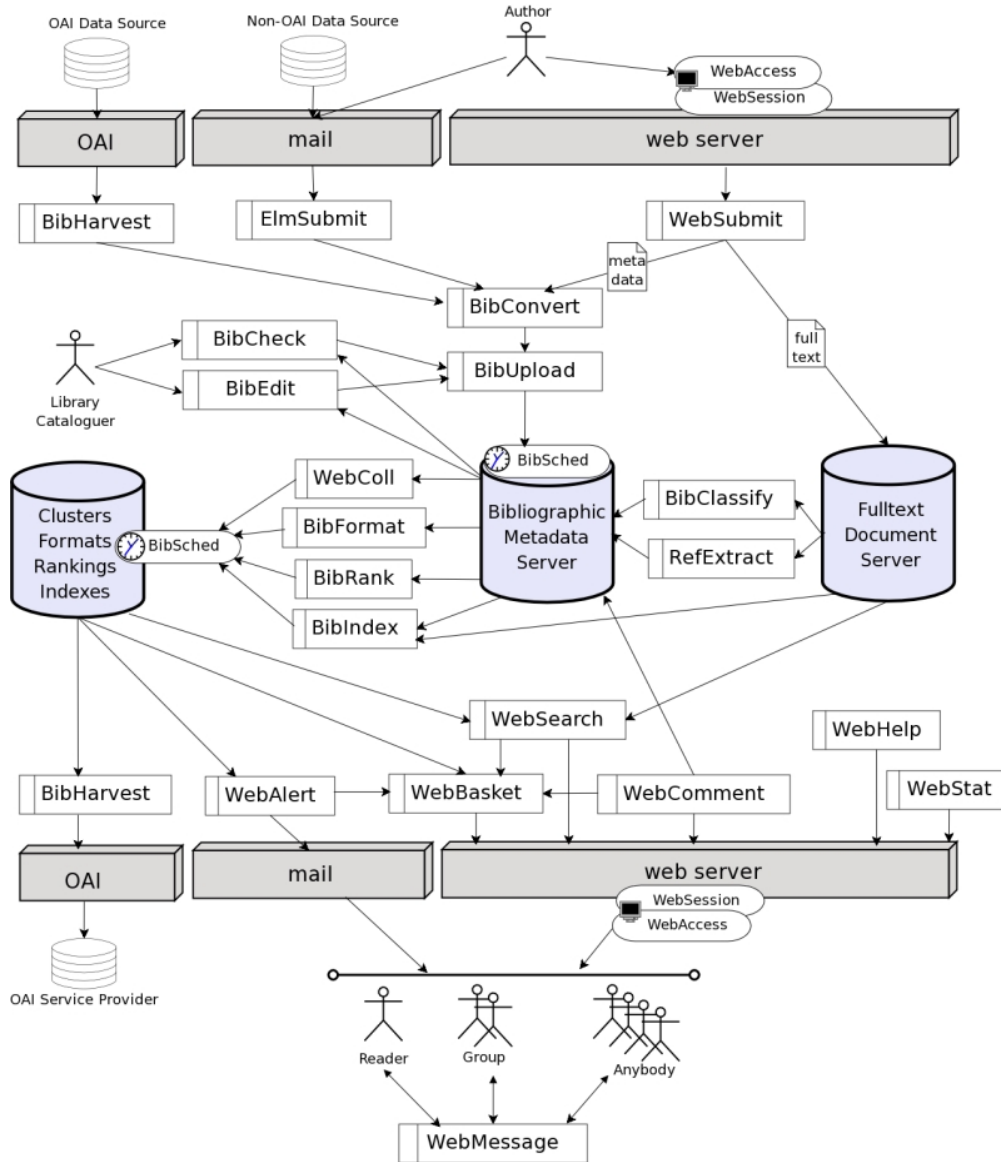 OAI Data Source
Non-OAI Data Source
Author
WebAccess
WebSession
OAI
mail
web server
BibHarvest
ElmSubmit
WebSubmit
meta
data
BibConvert
full
text
BibCheck
BibEdit
BibUpload
Library
Cataloguer
BibSched
Clusters
Formats
Rankings
Indexes
BibSched
WebColl
BibFormat
BibRank
BibIndex
Bibliographic
Metadata
Server
BibClassify
RefExtract
Fulltext
Document
Server
WebSearch
WebHelp
BibHarvest
WebAlert
WebBasket
WebComment
WebStat
OAI
mail
web server
WebSession
WebAccess
OAI Service Provider
Reader
Group
Anybody
WebMessage